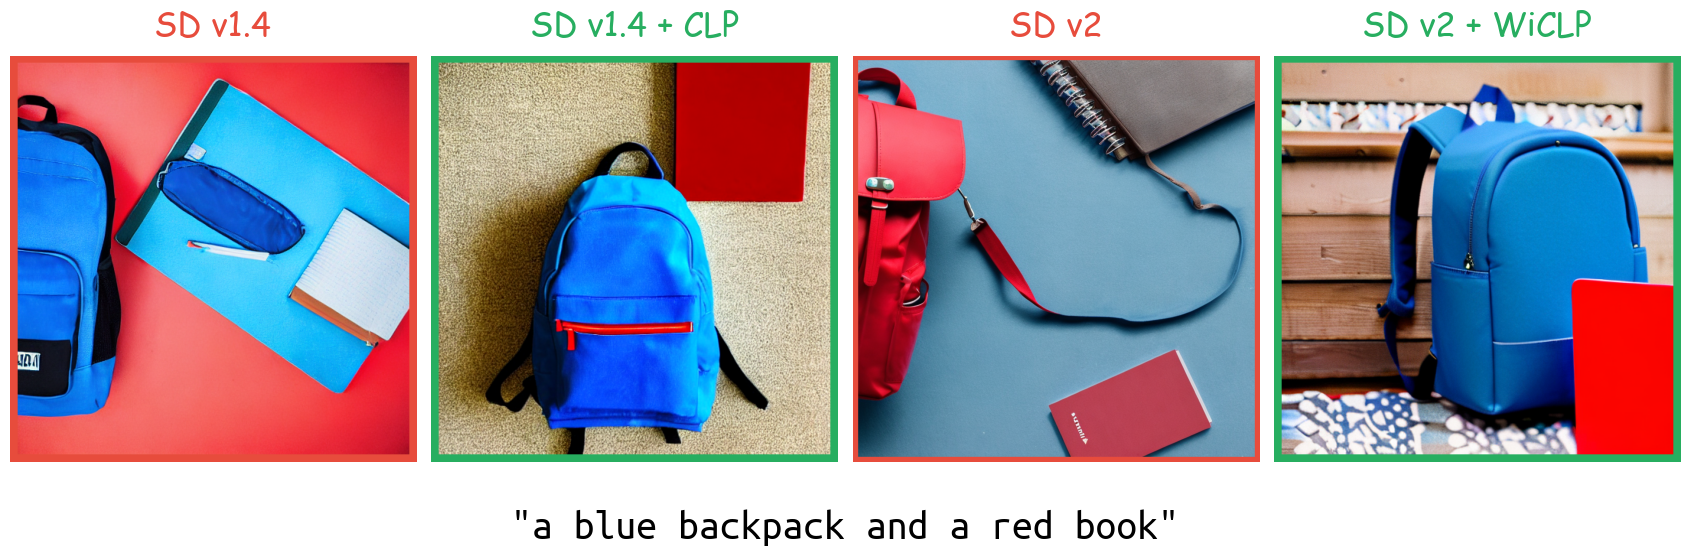 SD v1.4
SD v1.4 + CLP
SD v2
SD v2 + WiCLP
"a blue backpack and a red book"